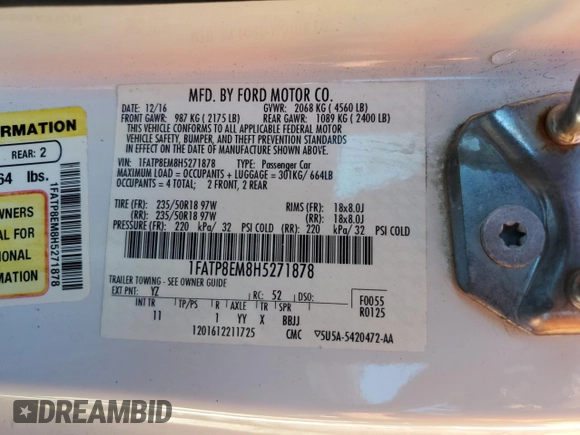 MFD. BY FORD MOTOR CO.
DATE: 12/16 GVWR: 2068 KG ( 4560 LB)
FRONT GAWR: 987 KG ( 2175 LB) REAR GAWR: 1089 KG ( 2400 LB)
THIS VEHICLE CONFORMS TO ALL APPLICABLE FEDERAL MOTOR
VEHICLE SAFETY, BUMPER, AND THEFT PREVENTION STANDARDS
IN EFFECT ON THE DATE OF MANUFACTURE SHOWN ABOVE.
VIN: 1FATP8EM8H5271878 TYPE: Passenger Car
MAXIMUM LOAD = OCCUPANTS + LUGGAGE = 301KG/ 664LB
OCCUPANTS = 4 TOTAL; 2 FRONT, 2 REAR
TIRE (FR): 235/50R18 97W RIMS (FR): 18x8.0J
(RR): 235/50R18 97W (RR): 18x8.0J
PRESSURE (FR): 220 kPa/ 32 PSI COLD (RR): 220 kPa/ 32 PSI COLD
1FATP8EM8H5271878
TRAILER TOWING - SEE OWNER GUIDE
EXT PNT: YZ RC: 52 DSO: F0055
R0125
INT TR TP/PS R AXLE TR SPR
11 1 YY X BBJJ
1201612211725 CMC 5U5A-5420472-AA
ORMATION
REAR: 2
64 lbs.
OWNERS
AL FOR
IONAL
MATION
1FATP8EM8H5271878
DREAMBID